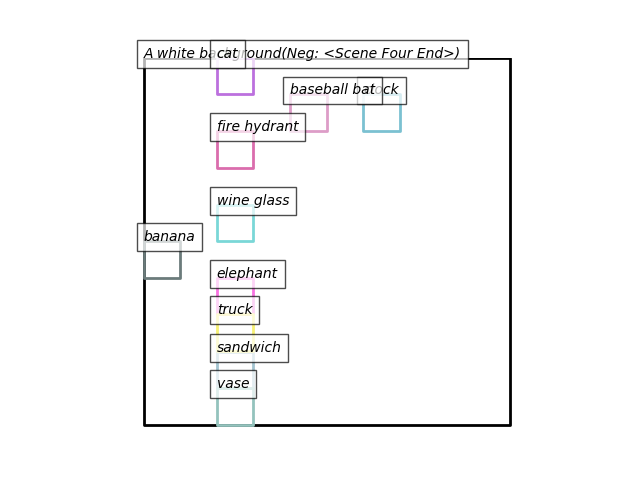 A white background(Neg: <Scene Four End>)
cat
baseball bat
clock
fire hydrant
wine glass
banana
elephant
truck
sandwich
vase